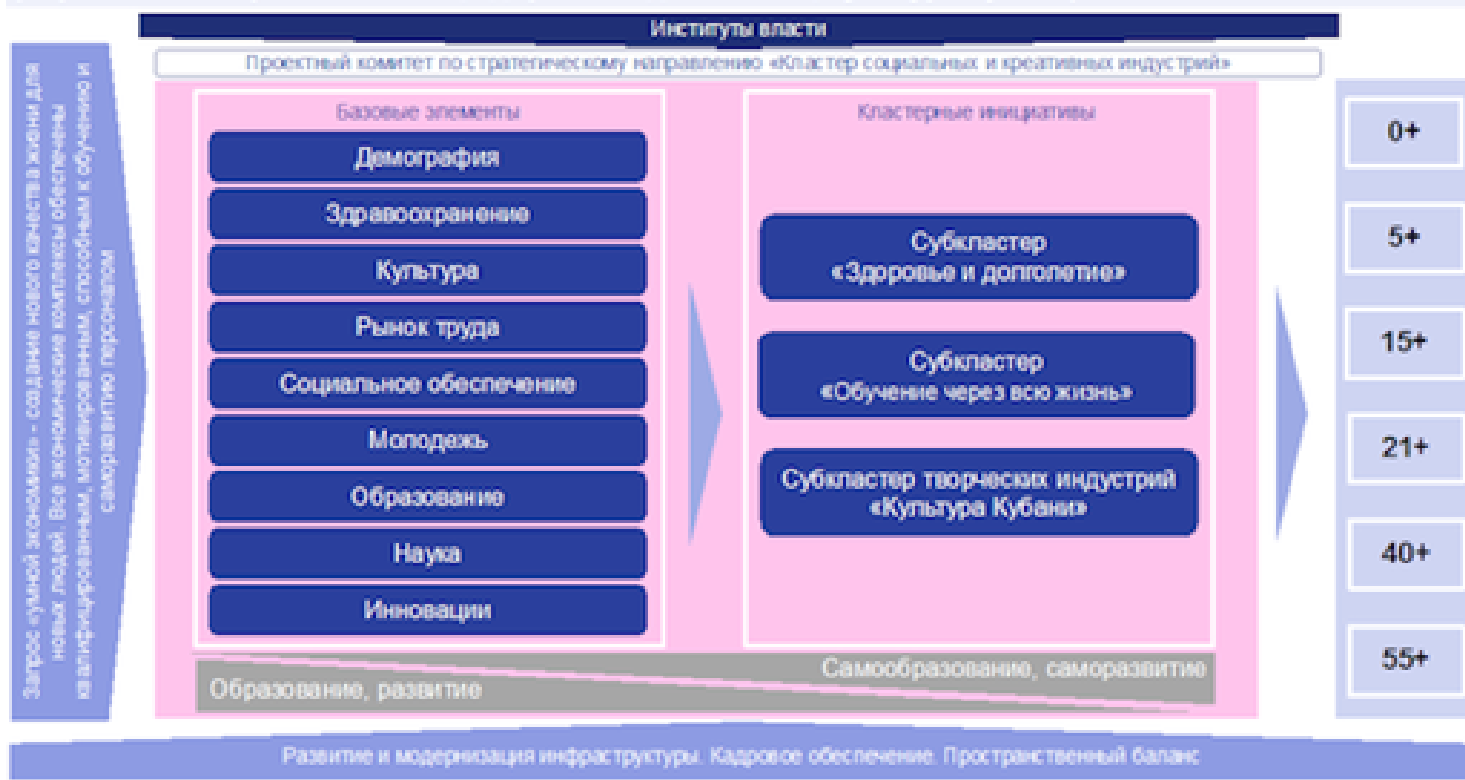 Институты власти
Проектный комитет по стратегическому направлению «Кластер социальных и креативных индустрий»
Запрос «умной экономики» - создание нового качества жизни для
новых людей. Все экономические комплексы обеспечены
квалифицированным, мотивированным, способным к обучению и
саморазвитию персоналом
Базовые элементы
Демография
Здравоохранение
Культура
Рынок труда
Социальное обеспечение
Молодежь
Образование
Наука
Инновации
Кластерные инициативы
Субкластер
«Здоровье и долголетие»
Субкластер
«Обучение через всю жизнь»
Субкластер творческих индустрий
«Культура Кубани»
Образование, развитие
Самообразование, саморазвитие
0+
5+
15+
21+
40+
55+
Развитие и модернизация инфраструктуры. Кадровое обеспечение. Пространственный баланс